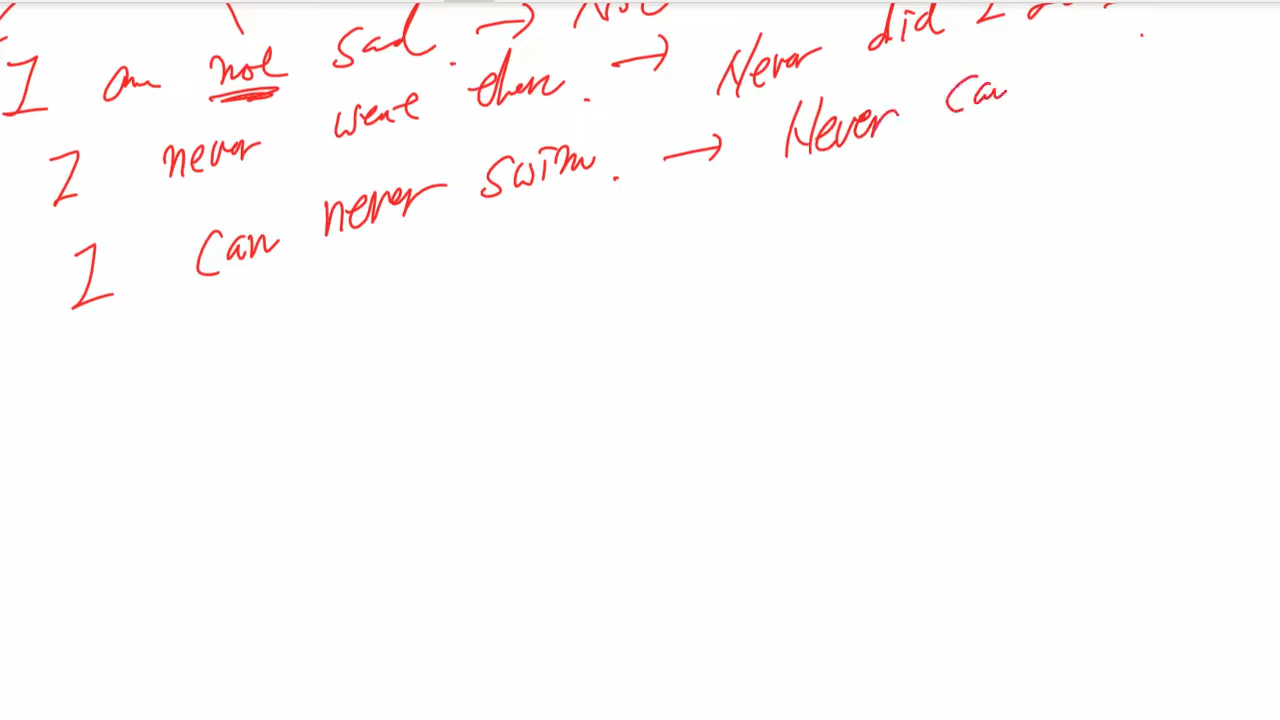 I am not sad. →
I never went there. → Never did I
I can never swim. → Never can